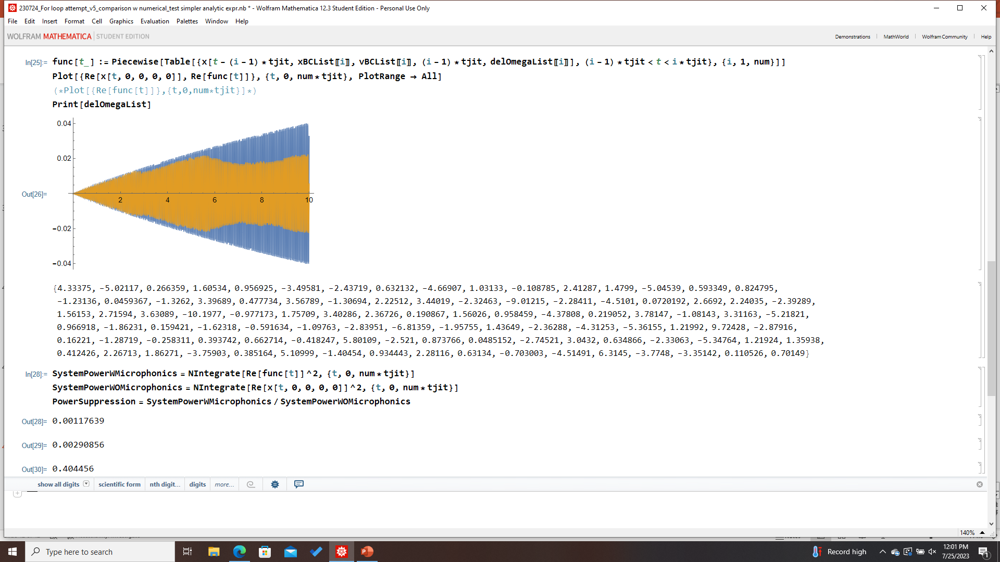 230724_For loop attempt_v5_comparison w numerical_test simpler analytic expr.nb * - Wolfram Mathematica 12.3 Student Edition - Personal Use Only
File Edit Insert Format Cell Graphics Evaluation Palettes Window Help
WOLFRAM MATHEMATICA STUDENT EDITION
Demonstrations MathWorld Wolfram Community Help
In[25]:= func[t_] := Piecewise[Table[{x[t - (i - 1) * tjit, xBCList[[i]], vBCList[[i]], (i - 1) * tjit, delOmegaList[[i]]], (i - 1) * tjit < t < i * tjit}, {i, 1, num}]]
Plot[{Re[x[t, 0, 0, 0, 0]], Re[func[t]]}, {t, 0, num * tjit}, PlotRange → All]
(*Plot[{Re[func[t]]},{t,0,num*tjit}]*)
Print[delOmegaList]
0.04
0.02
Out[26]=
2 4 6 8 10
-0.02
-0.04
{4.33375, -5.02117, 0.266359, 1.60534, 0.956925, -3.49581, -2.43719, 0.632132, -4.66907, 1.03133, -0.108785, 2.41287, 1.4799, -5.04539, 0.593349, 0.824795,
-1.23136, 0.0459367, -1.3262, 3.39689, 0.477734, 3.56789, -1.30694, 2.22512, 3.44019, -2.32463, -9.01215, -2.28411, -4.5101, 0.0720192, 2.6692, 2.24035, -2.39289,
1.56153, 2.71594, 3.63089, -10.1977, -0.977173, 1.75709, 3.40286, 2.36726, 0.190867, 1.56026, 0.958459, -4.37808, 0.219052, 3.78147, -1.08143, 3.31163, -5.21821,
0.966918, -1.86231, 0.159421, -1.62318, -0.591634, -1.09763, -2.83951, -6.81359, -1.95755, 1.43649, -2.36288, -4.31253, -5.36155, 1.21992, 9.72428, -2.87916,
0.16221, -1.28719, -0.258311, 0.393742, 0.662714, -0.418247, 5.80109, -2.521, 0.873766, 0.0485152, -2.74521, 3.0432, 0.634866, -2.33063, -5.34764, 1.21924, 1.35938,
0.412426, 2.26713, 1.86271, -3.75903, 0.385164, 5.10999, -1.40454, 0.934443, 2.28116, 0.63134, -0.703003, -4.51491, 6.3145, -3.7748, -3.35142, 0.110526, 0.70149}
In[28]:= SystemPowerWMicrophonics = NIntegrate[Re[func[t]]^2, {t, 0, num * tjit}]
SystemPowerWOMicrophonics = NIntegrate[Re[x[t, 0, 0, 0, 0]]^2, {t, 0, num * tjit}]
PowerSuppression = SystemPowerWMicrophonics / SystemPowerWOMicrophonics
Out[28]= 0.00117639
Out[29]= 0.00290856
Out[30]= 0.404456
show all digits scientific form nth digit... digits more...
140%
Type here to search
Record high
12:01 PM
7/25/2023
1